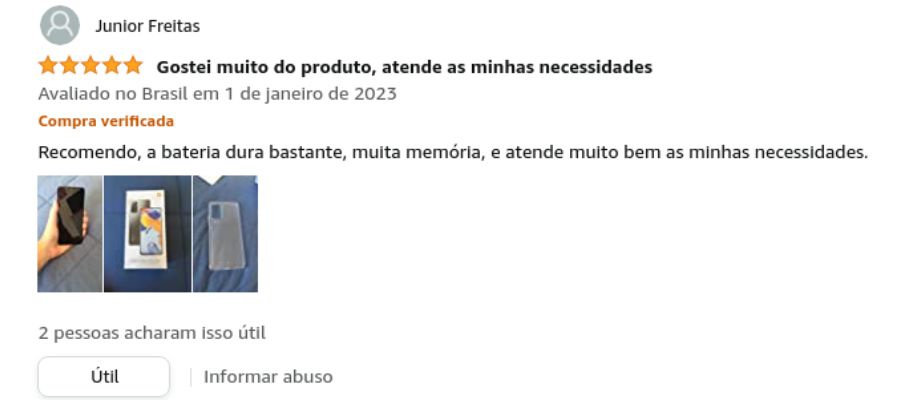 Junior Freitas
Gostei muito do produto, atende as minhas necessidades
Avaliado no Brasil em 1 de janeiro de 2023
Compra verificada
Recomendo, a bateria dura bastante, muita memória, e atende muito bem as minhas necessidades.
2 pessoas acharam isso útil
Útil
Informar abuso